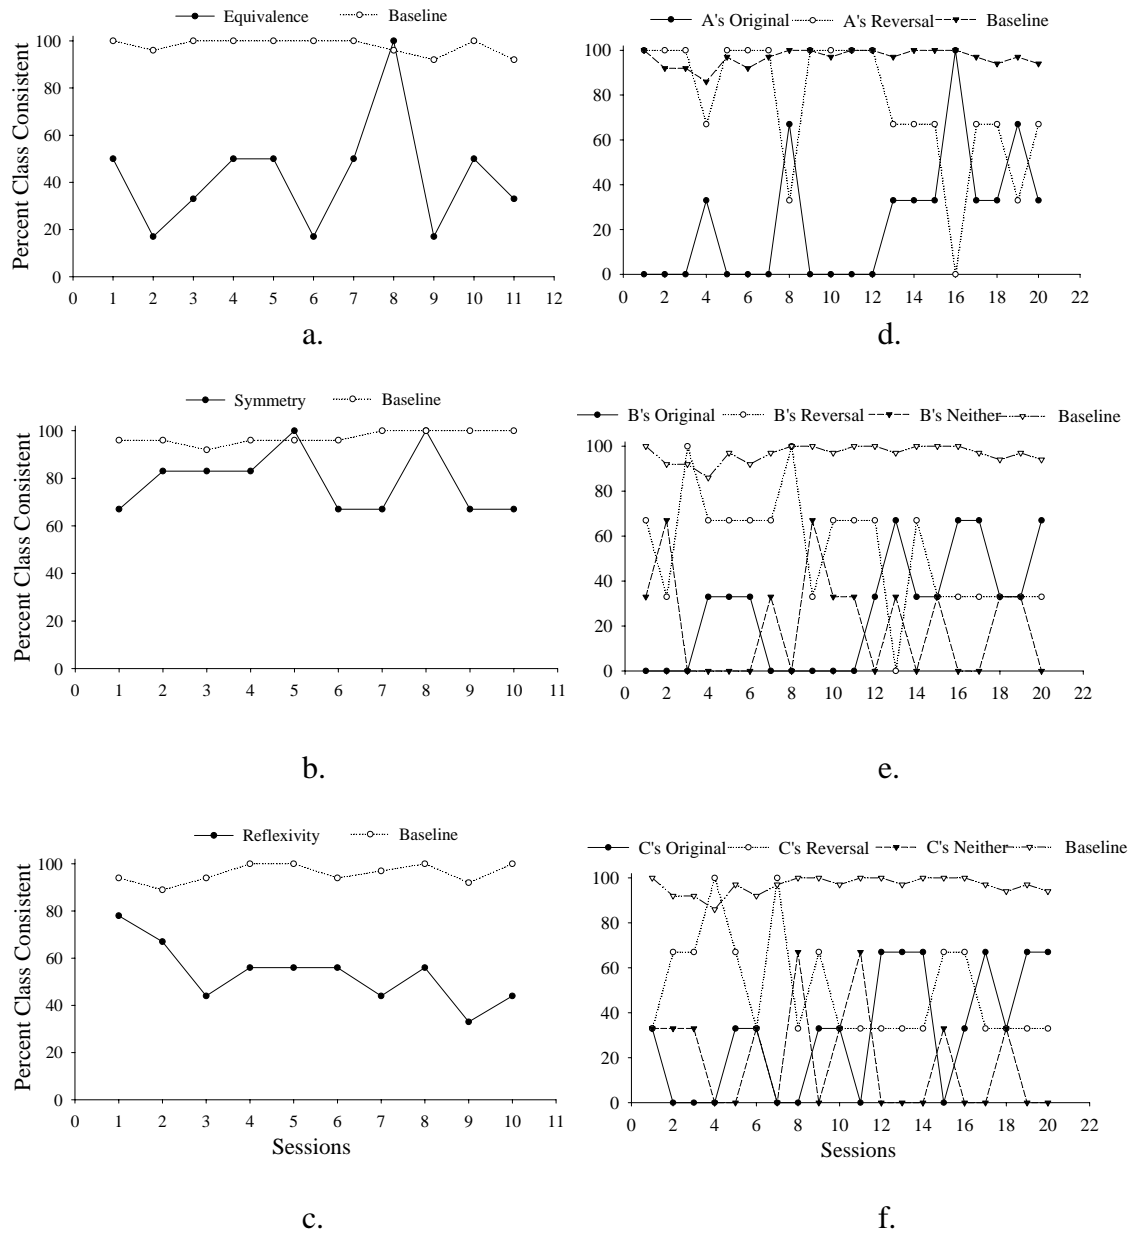 Equivalence Baseline
Percent Class Consistent
100
80
60
40
20
0
0 1 2 3 4 5 6 7 8 9 10 11 12
a.
A's Original A's Reversal Baseline
100
80
60
40
20
0
0 2 4 6 8 10 12 14 16 18 20 22
d.
Symmetry Baseline
Percent Class Consistent
100
80
60
40
20
0
0 1 2 3 4 5 6 7 8 9 10 11
b.
B's Original B's Reversal B's Neither Baseline
100
80
60
40
20
0
0 2 4 6 8 10 12 14 16 18 20 22
e.
Reflexivity Baseline
Percent Class Consistent
100
80
60
40
20
0
0 1 2 3 4 5 6 7 8 9 10 11
Sessions
c.
C's Original C's Reversal C's Neither Baseline
100
80
60
40
20
0
0 2 4 6 8 10 12 14 16 18 20 22
Sessions
f.